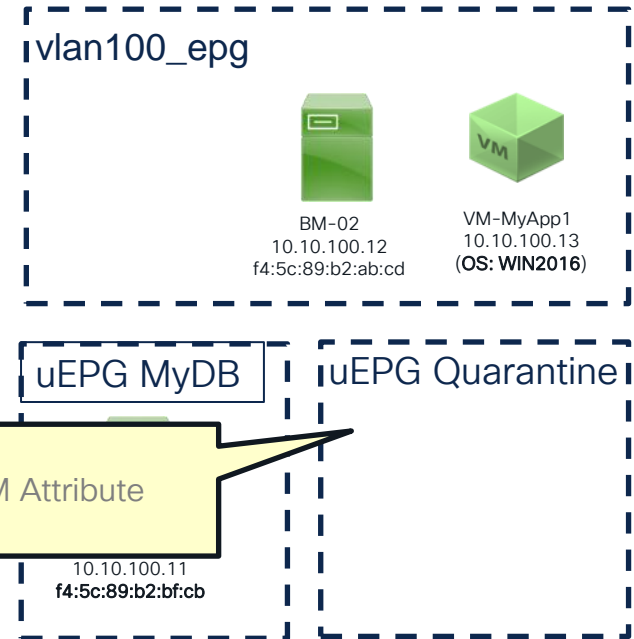 vlan100_epg
VM
BM-02
10.10.100.12
f4:5c:89:b2:ab:cd
VM-MyApp1
10.10.100.13
(OS: WIN2016)
uEPG MyDB
uEPG Quarantine
Attribute
10.10.100.11
f4:5c:89:b2:bf:cb